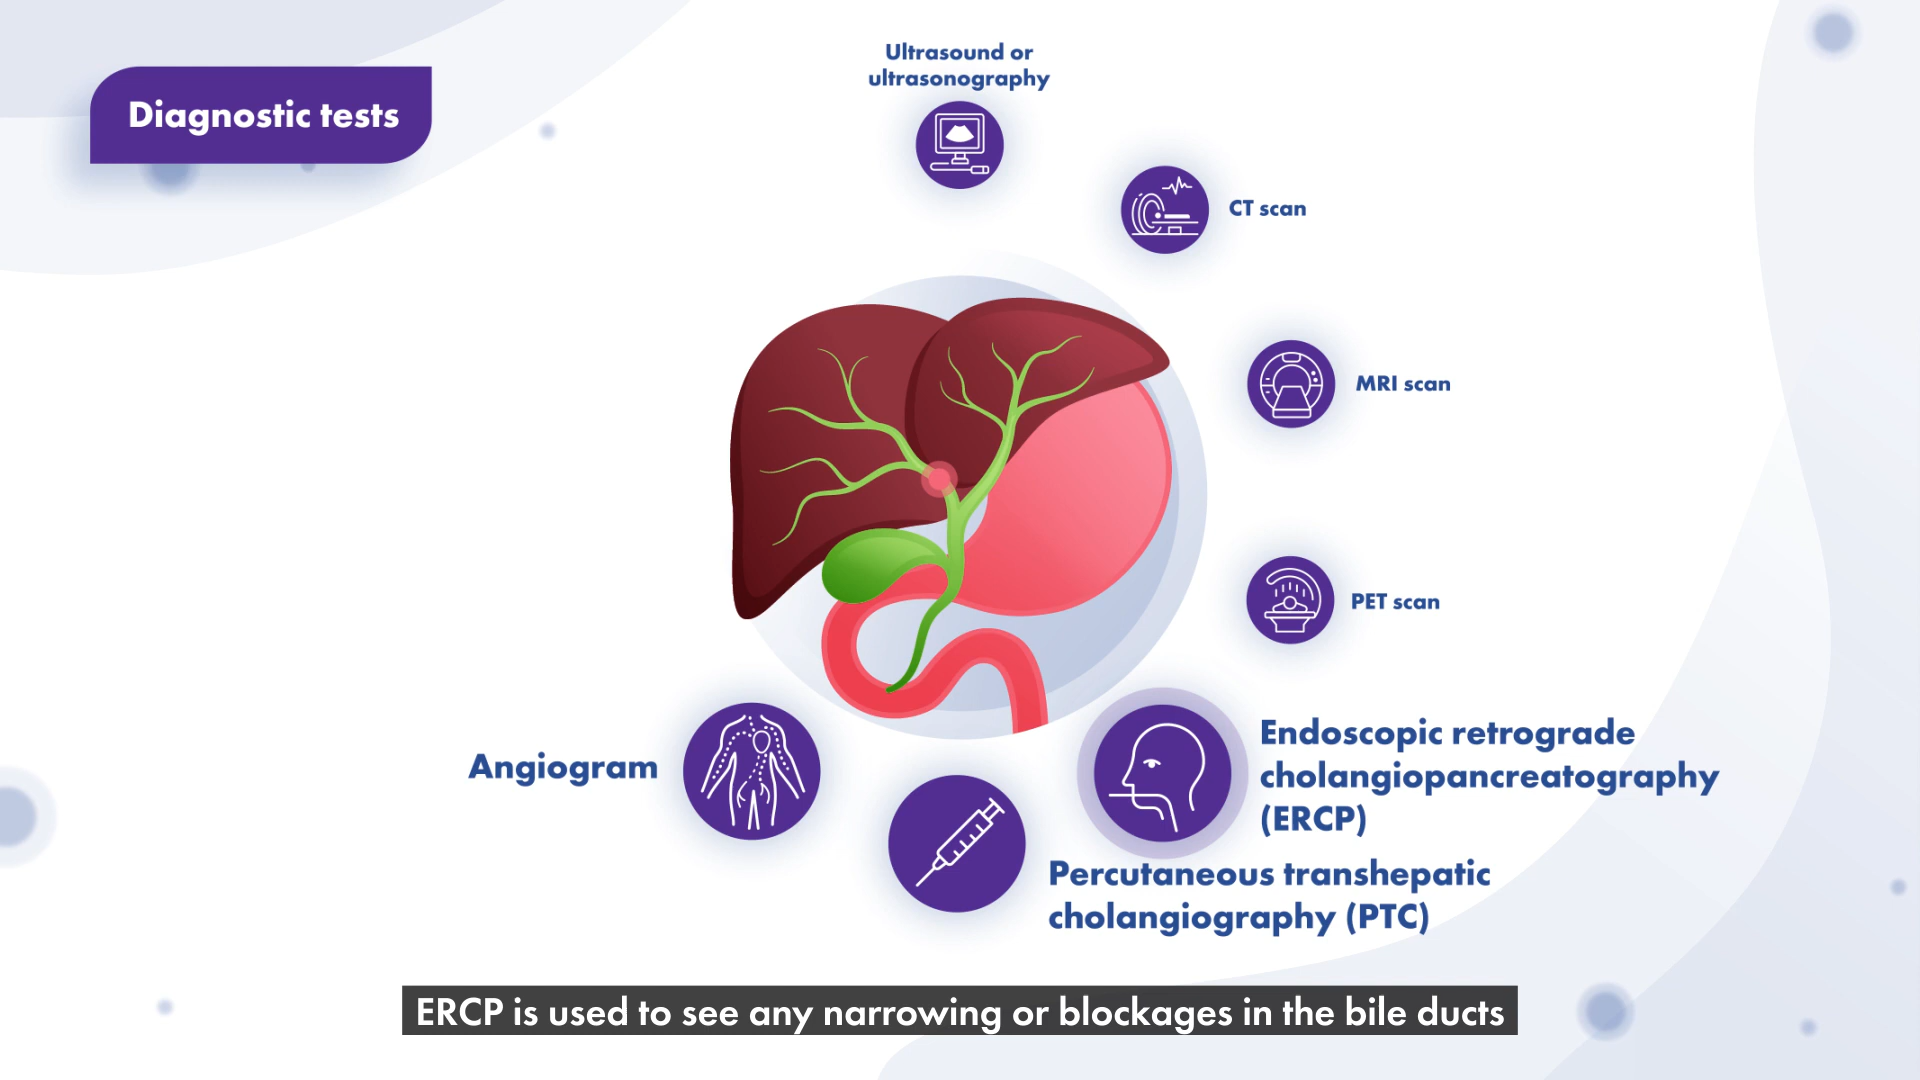 Diagnostic tests
Ultrasound or
ultrasonography
CT scan
MRI scan
PET scan
Endoscopic retrograde
cholangiopancreatography
(ERCP)
Percutaneous transhepatic
cholangiography (PTC)
Angiogram
ERCP is used to see any narrowing or blockages in the bile ducts